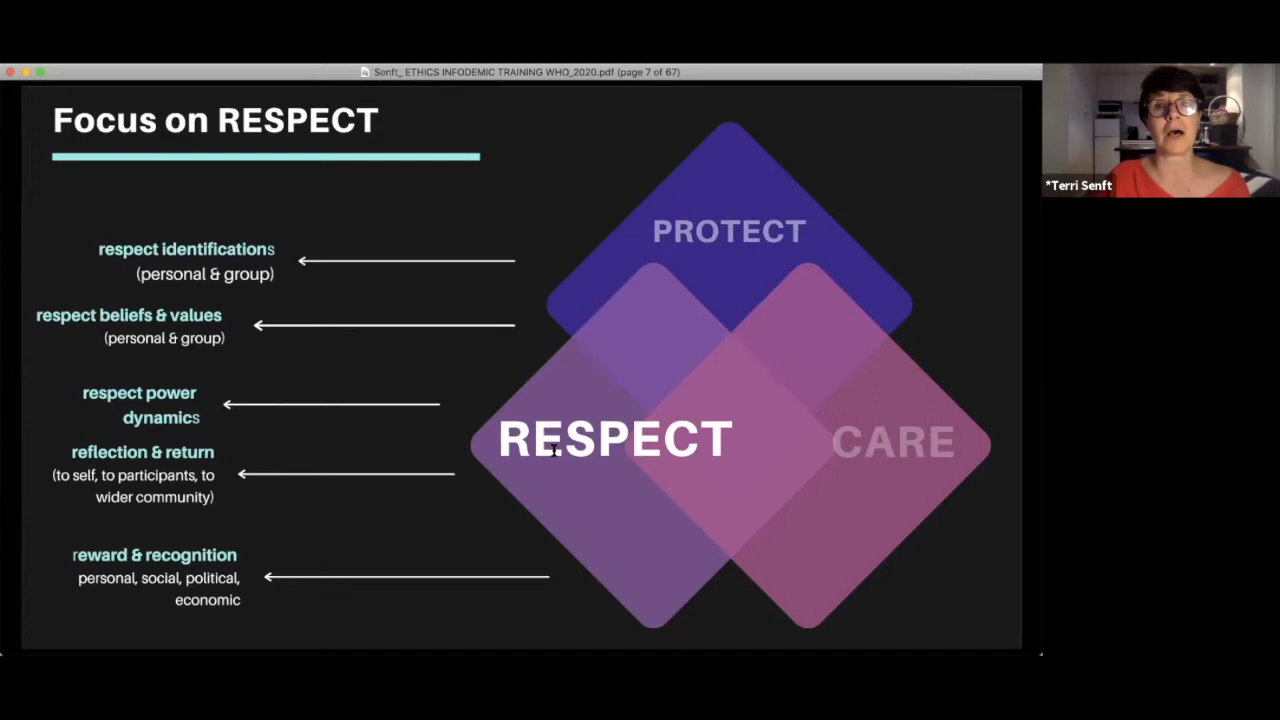 Senft_ ETHICS INFODEMIC TRAINING WHO_2020.pdf (page 7 of 67)
Focus on RESPECT
respect identifications
(personal & group)
respect beliefs & values
(personal & group)
respect power
dynamics
reflection & return
(to self, to participants, to
wider community)
reward & recognition
personal, social, political,
economic
PROTECT
RESPECT
CARE
*Terri Senft